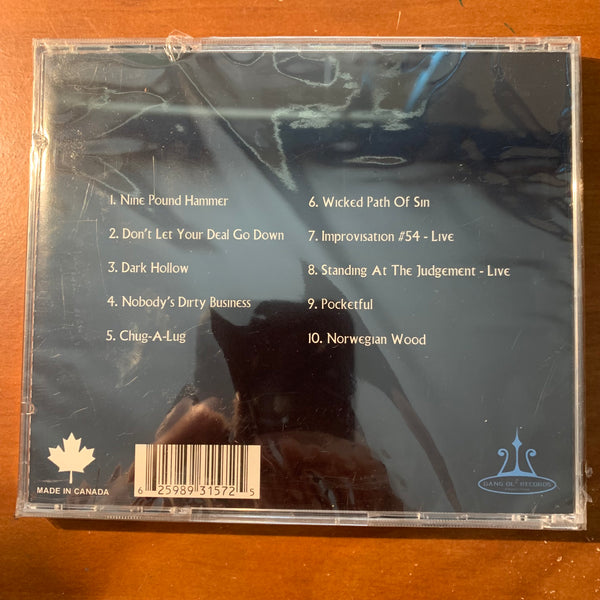 1. Nine Pound Hammer
2. Don't Let Your Deal Go Down
3. Dark Hollow
4. Nobody's Dirty Business
5. Chug-A-Lug
6. Wicked Path Of Sin
7. Improvisation #54 - Live
8. Standing At The Judgement - Live
9. Pocketful
10. Norwegian Wood
MADE IN CANADA
6 25989 31572 5
DANG OL' RECORDS